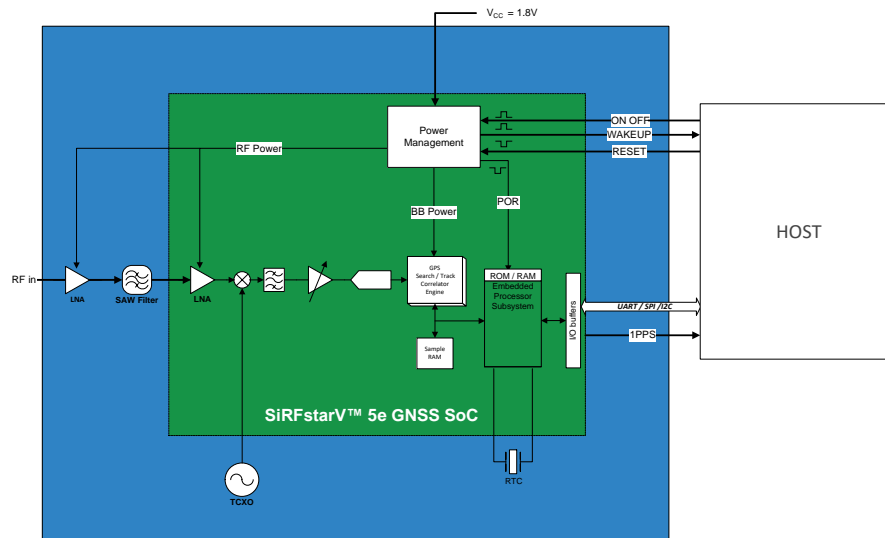 V_CC = 1.8V
Power
Management
ON OFF
WAKEUP
RESET
RF Power
BB Power
POR
HOST
RF in
LNA
SAW Filter
LNA
GPS
Search / Track
Correlator
Engine
ROM / RAM
Embedded
Processor
Subsystem
I/O buffers
UART / SPI /I2C
1PPS
Sample
RAM
SiRFstarV™ 5e GNSS SoC
TCXO
RTC